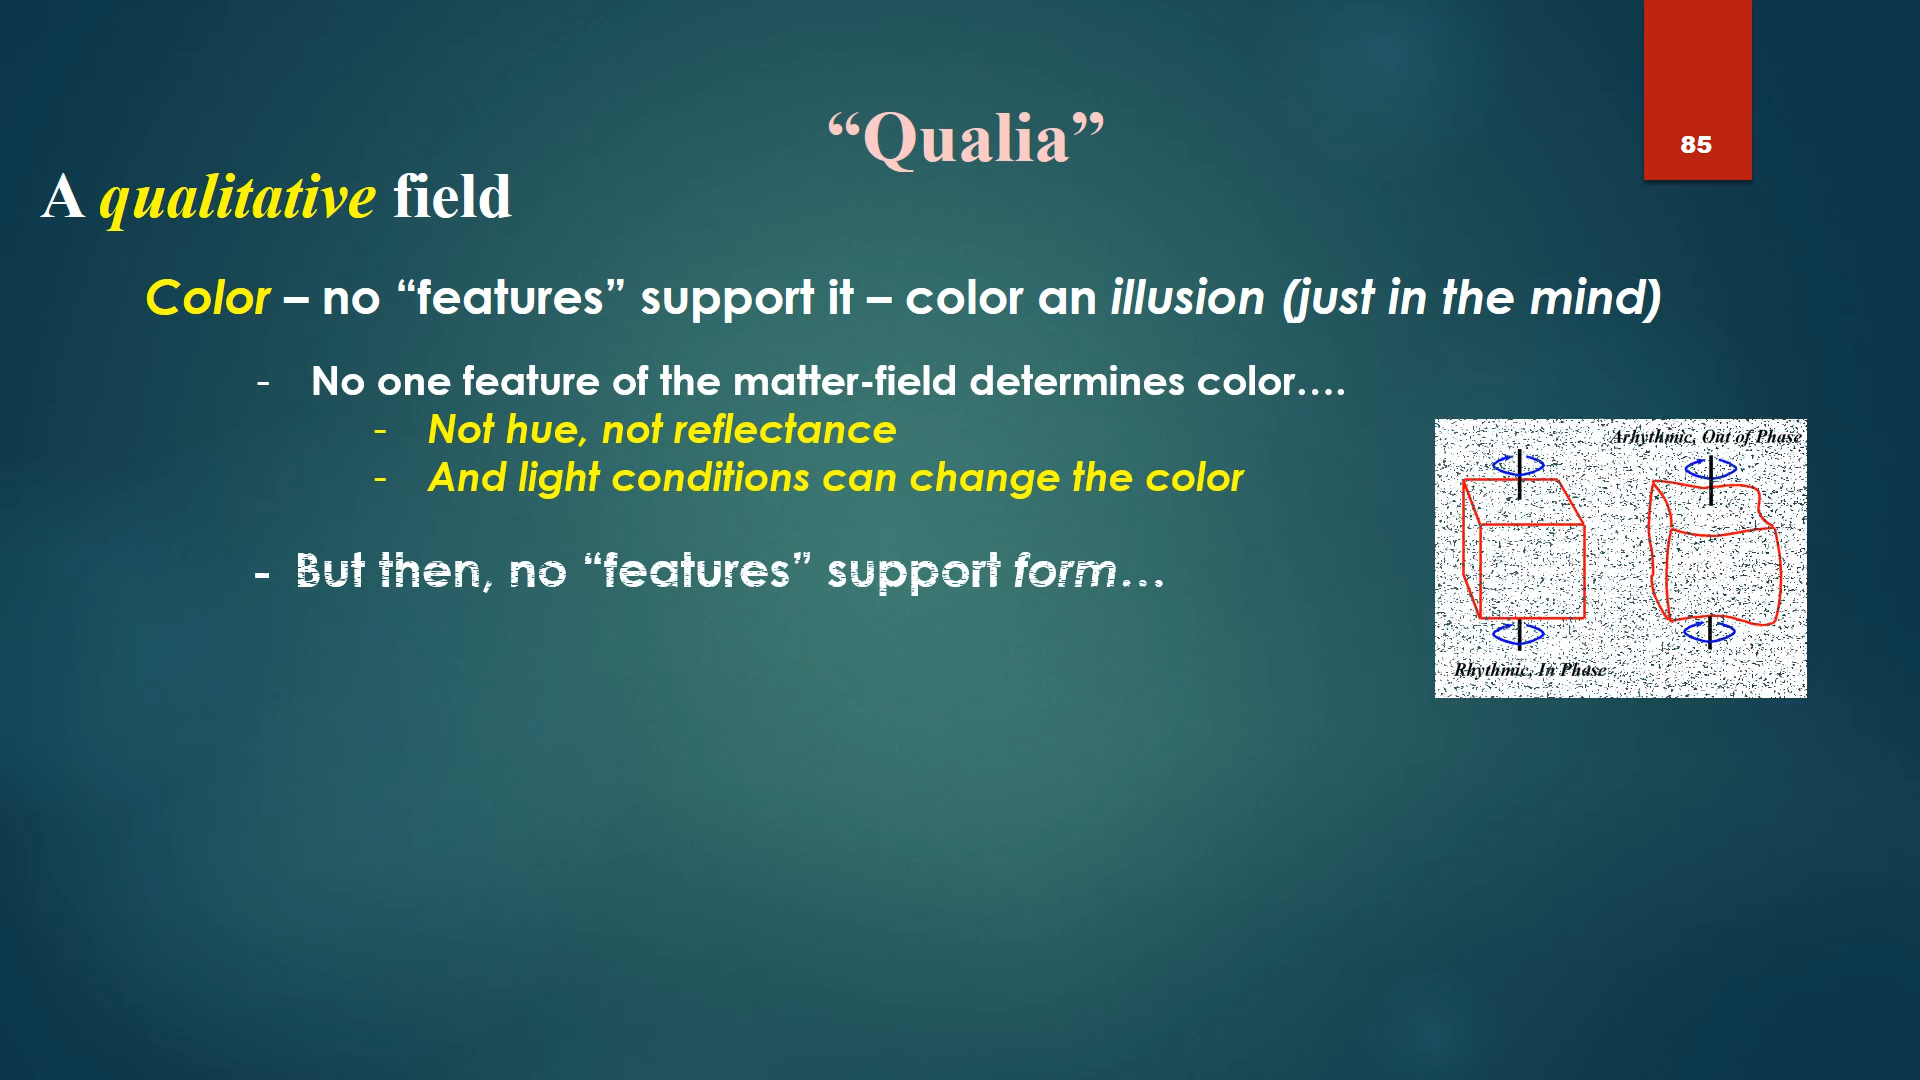 “Qualia”
85
A qualitative field
Color – no “features” support it – color an illusion (just in the mind)
- No one feature of the matter-field determines color….
- Not hue, not reflectance
- And light conditions can change the color
- But then, no “features” support form…
Arhythmic, Out of Phase
Rhythmic, In Phase